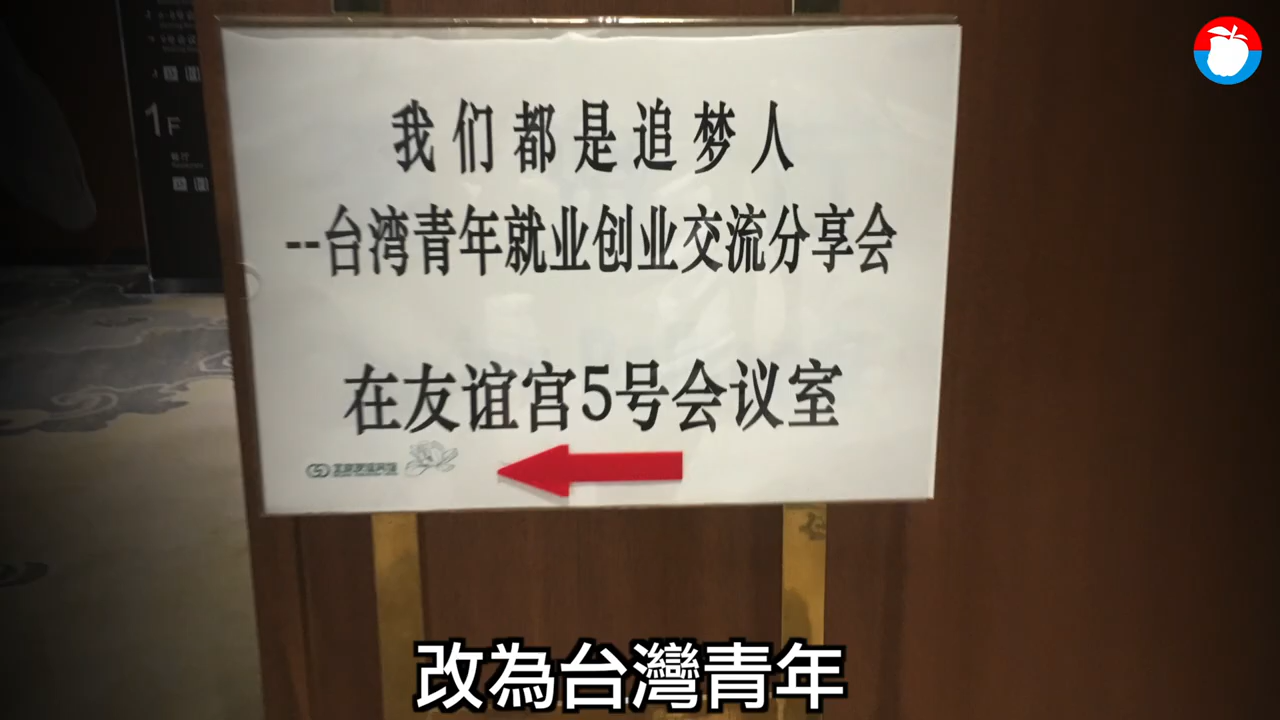 1F
我们都是追梦人
--台湾青年就业创业交流分享会
在友谊宫5号会议室
改為台灣青年